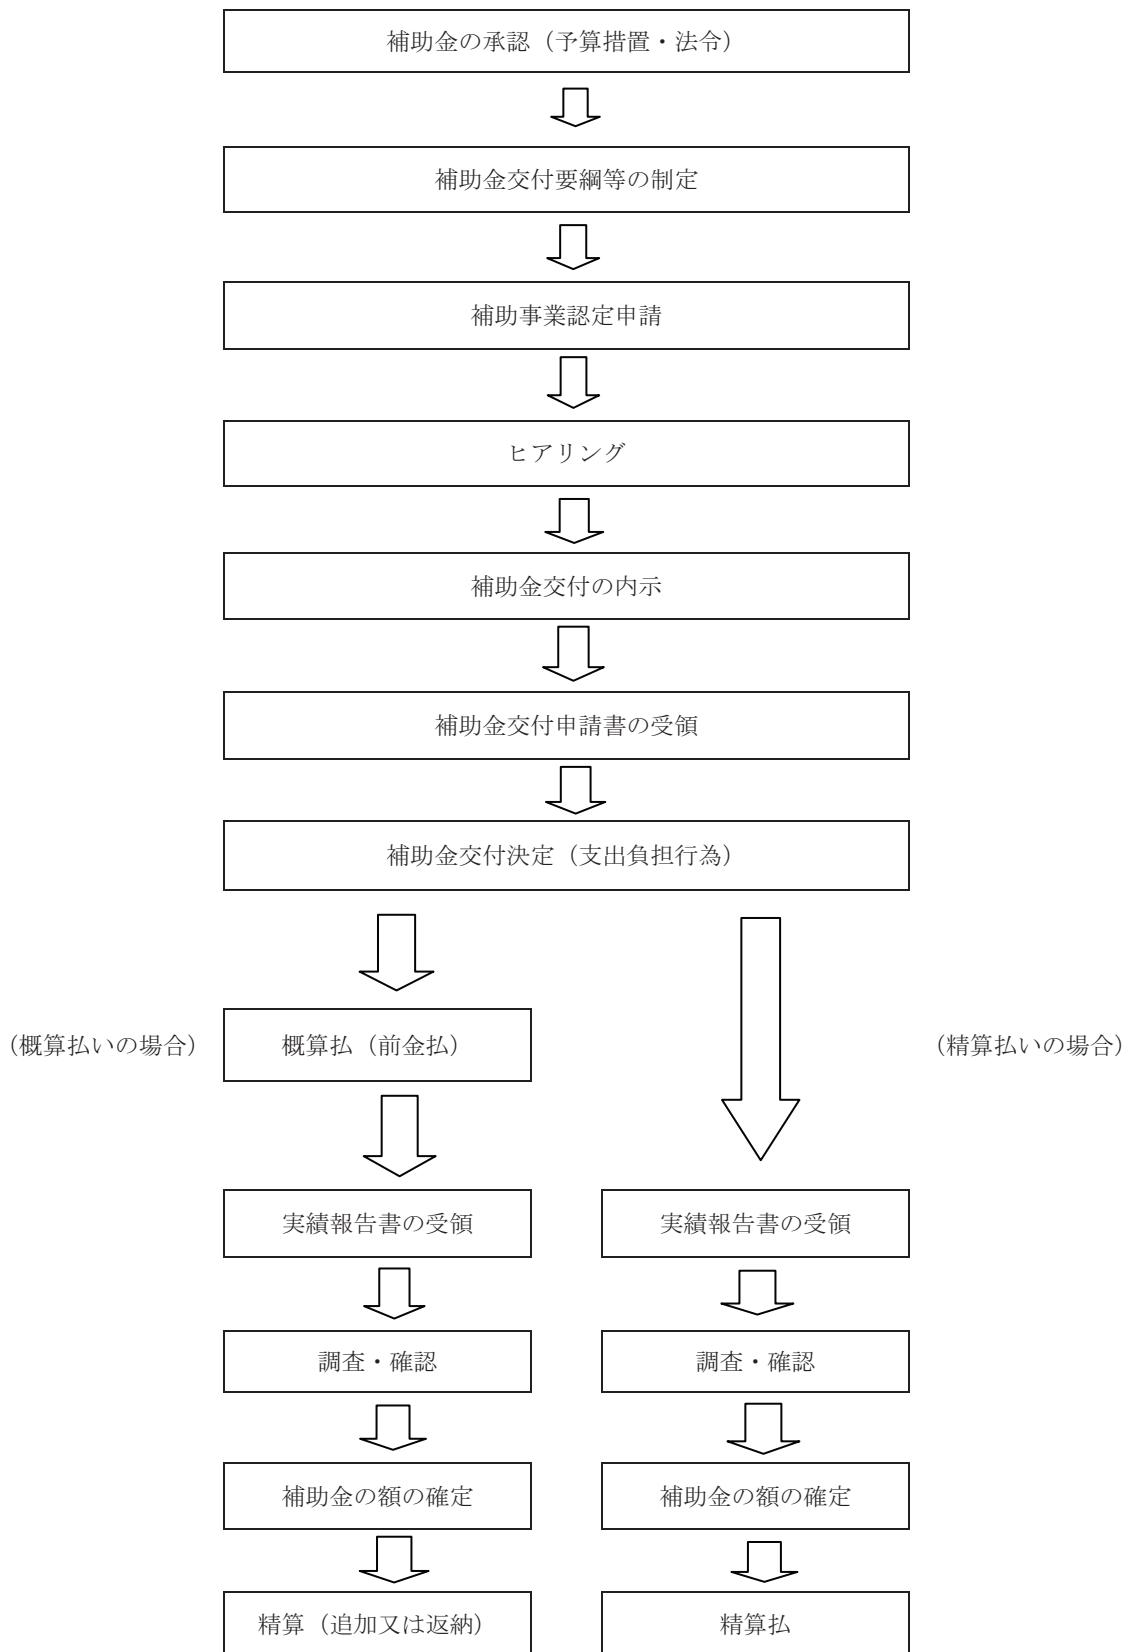 補助金の承認（予算措置・法令）
補助金交付要綱等の制定
補助事業認定申請
ヒアリング
補助金交付の内示
補助金交付申請書の受領
補助金交付決定（支出負担行為）
（概算払いの場合）
概算払（前金払）
（精算払いの場合）
実績報告書の受領
実績報告書の受領
調査・確認
調査・確認
補助金の額の確定
補助金の額の確定
精算（追加又は返納）
精算払